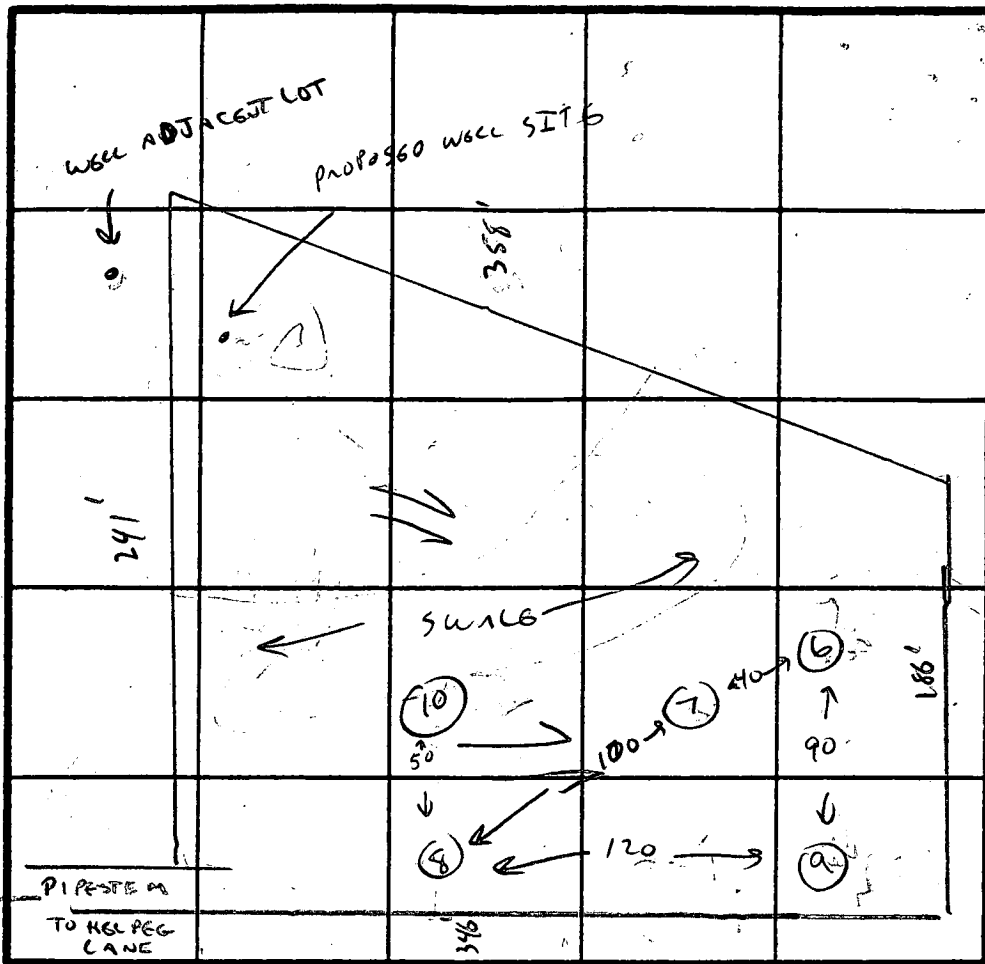 WELL ADJACENT LOT
PROPOSED WELL SITE
358'
241'
SWALE
6
40
7
10
186'
50
100
90
8
120
9
PIPESTEM
TO HELPEG
LANE
346'